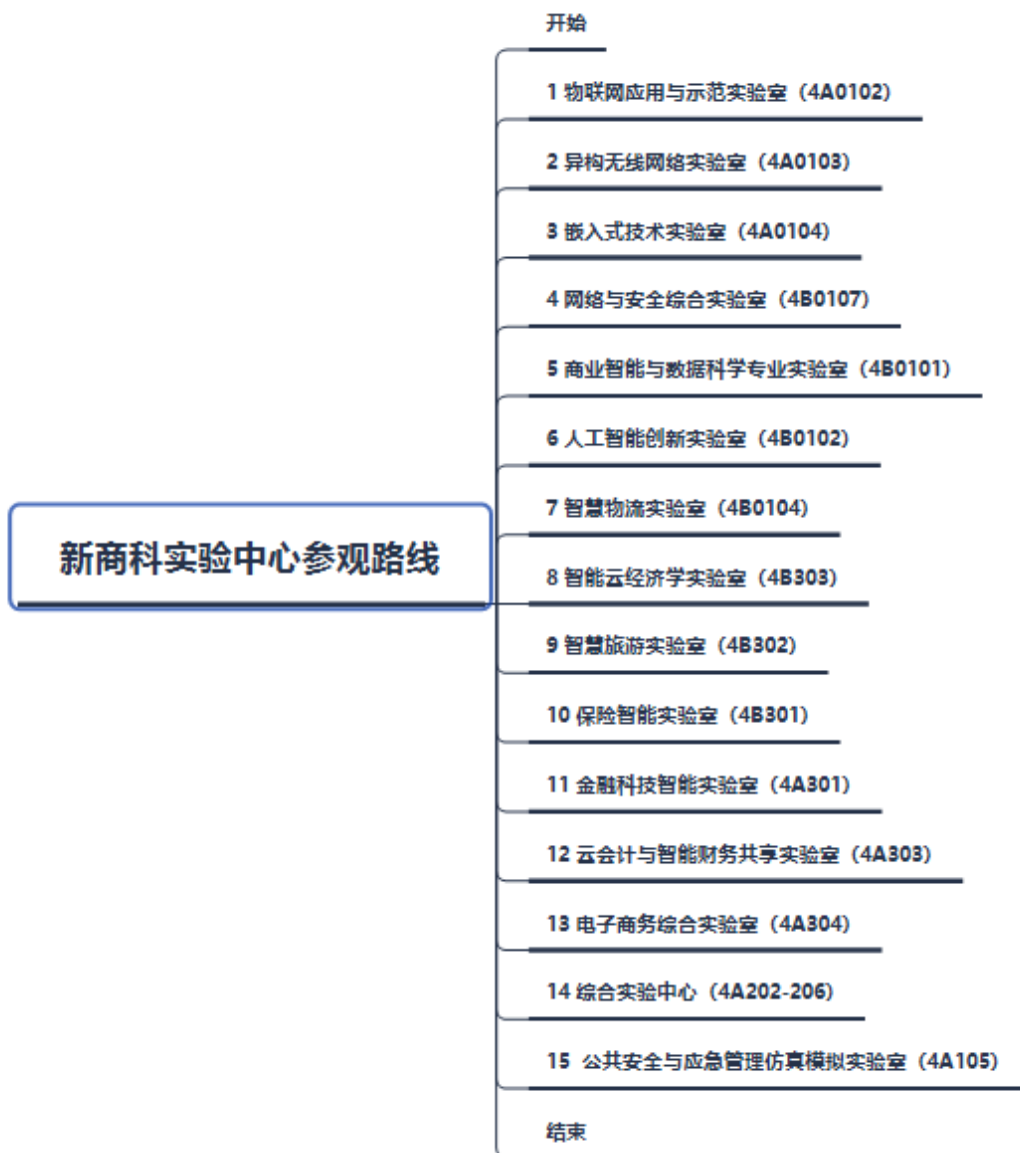 新商科实验中心参观路线
开始
1 物联网应用与示范实验室（4A0102）
2 异构无线网络实验室（4A0103）
3 嵌入式技术实验室（4A0104）
4 网络与安全综合实验室（4B0107）
5 商业智能与数据科学专业实验室（4B0101）
6 人工智能创新实验室（4B0102）
7 智慧物流实验室（4B0104）
8 智能云经济学实验室（4B303）
9 智慧旅游实验室（4B302）
10 保险智能实验室（4B301）
11 金融科技智能实验室（4A301）
12 云会计与智能财务共享实验室（4A303）
13 电子商务综合实验室（4A304）
14 综合实验中心（4A202-206）
15 公共安全与应急管理仿真模拟实验室（4A105）
结束